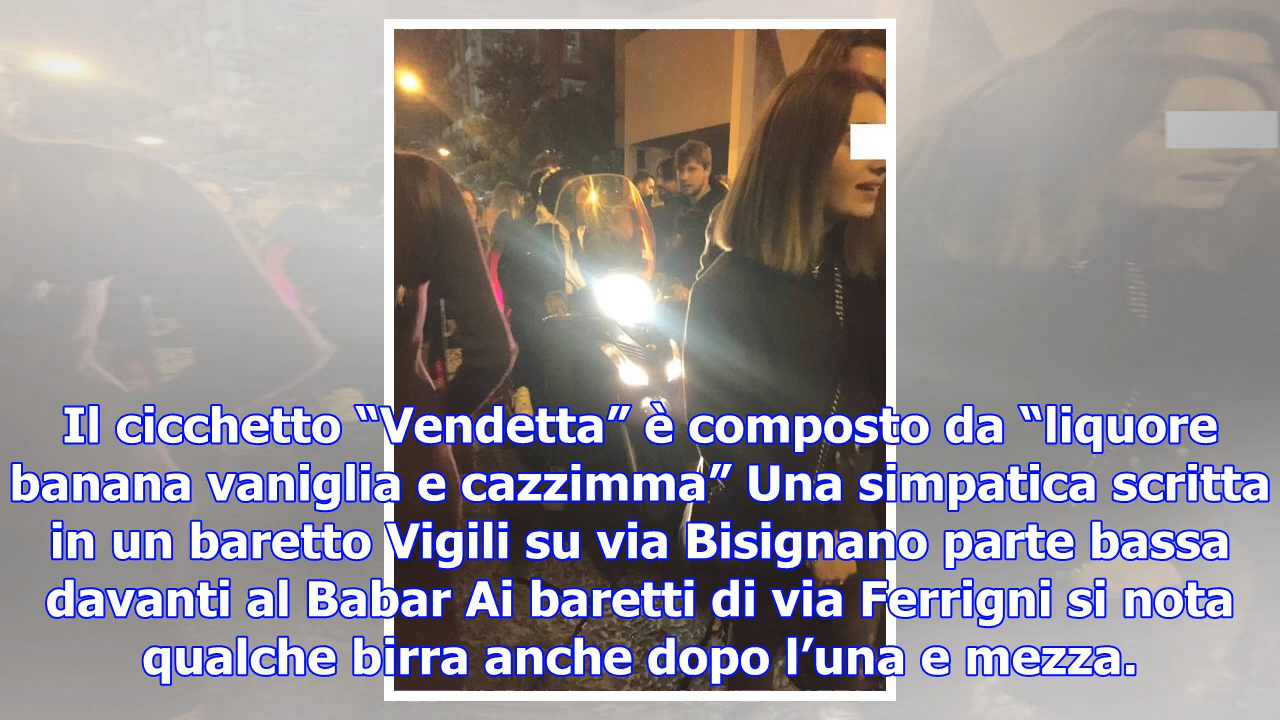 Il cicchetto “Vendetta” è composto da “liquore
banana vaniglia e cazzimma” Una simpatica scritta
in un baretto Vigili su via Bisignano parte bassa
davanti al Babar Ai baretti di via Ferrigni si nota
qualche birra anche dopo l’una e mezza.